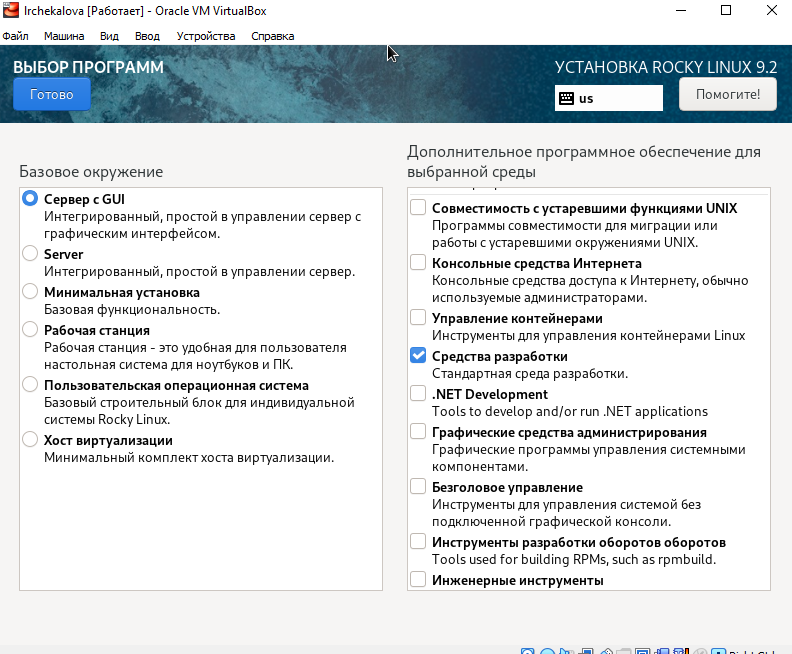 lrchekalova [Работает] - Oracle VM VirtualBox
Файл Машина Вид Ввод Устройства Справка
ВЫБОР ПРОГРАММ
УСТАНОВКА ROCKY LINUX 9.2
Готово
us
Помогите!
Базовое окружение
Сервер с GUI
Интегрированный, простой в управлении сервер с
графическим интерфейсом.
Server
Интегрированный, простой в управлении сервер.
Минимальная установка
Базовая функциональность.
Рабочая станция
Рабочая станция - это удобная для пользователя
настольная система для ноутбуков и ПК.
Пользовательская операционная система
Базовый строительный блок для индивидуальной
системы Rocky Linux.
Хост виртуализации
Минимальный комплект хоста виртуализации.
Дополнительное программное обеспечение для
выбранной среды
Совместимость с устаревшими функциями UNIX
Программы совместимости для миграции или
работы с устаревшими окружениями UNIX.
Консольные средства Интернета
Консольные средства доступа к Интернету, обычно
используемые администраторами.
Управление контейнерами
Инструменты для управления контейнерами Linux
Средства разработки
Стандартная среда разработки.
.NET Development
Tools to develop and/or run .NET applications
Графические средства администрирования
Графические программы управления системными
компонентами.
Безголовое управление
Инструменты для управления системой без
подключенной графической консоли.
Инструменты разработки оборотов оборотов
Tools used for building RPMs, such as rpmbuild.
Инженерные инструменты